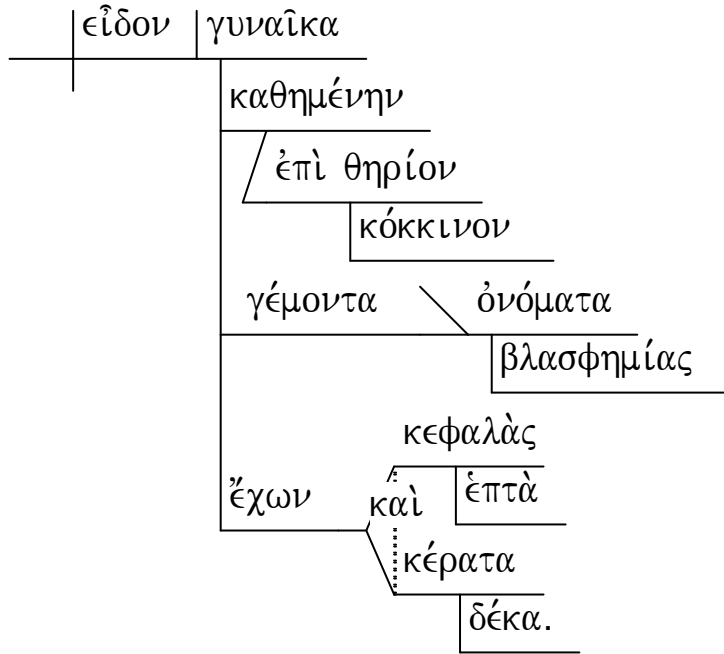 εἶδον γυναῖκα
καθημένην
ἐπὶ θηρίον
κόκκινον
γέμοντα ὀνόματα
βλασφημίας
κεφαλὰς
ἔχων καὶ ἑπτὰ
κέρατα
δέκα.